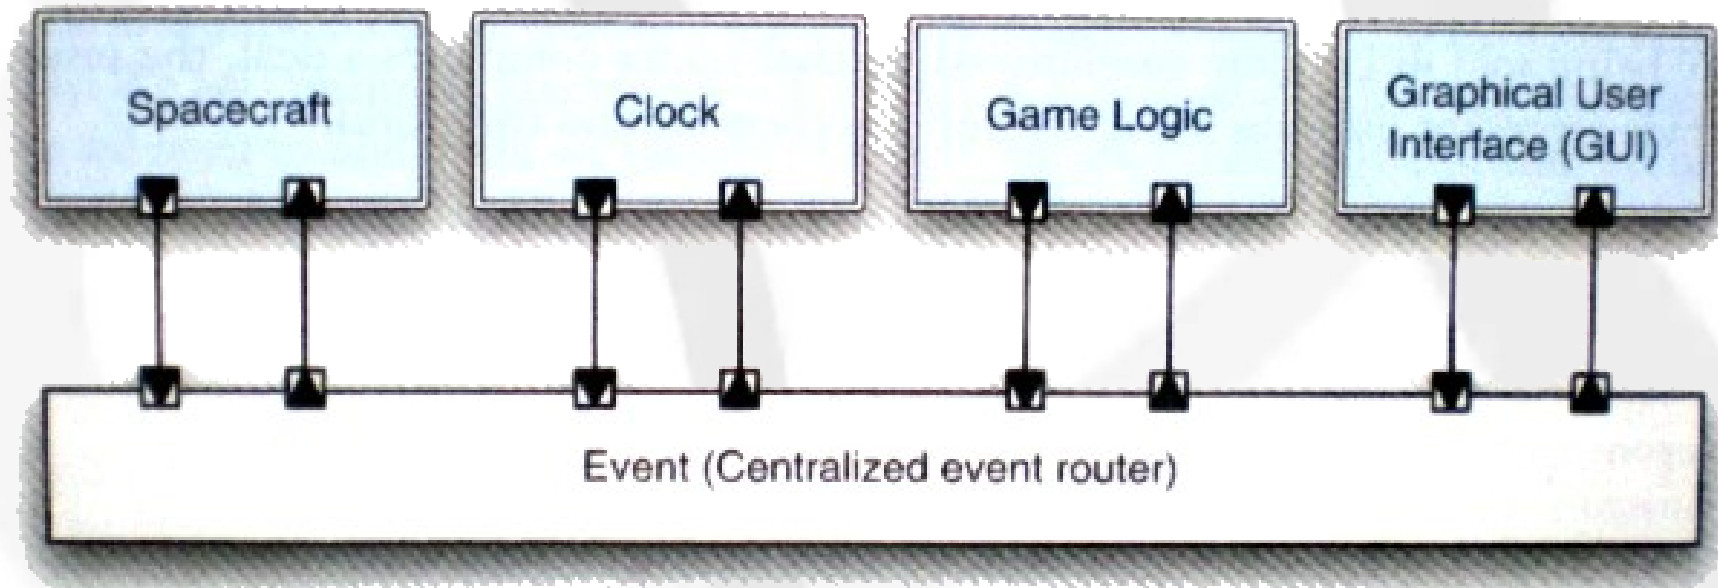 Spacecraft
Clock
Game Logic
Graphical User
Interface (GUI)
Event (Centralized event router)